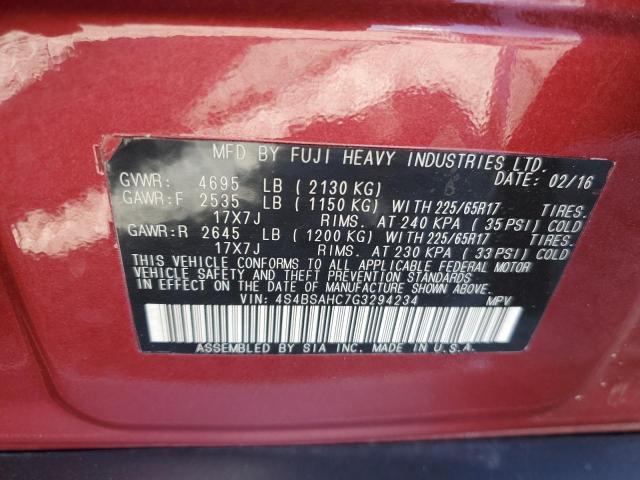 MFD BY FUJI HEAVY INDUSTRIES LTD.
DATE: 02/16
GVWR: 4695 LB (2130 KG)
GAWR:F 2535 LB (1150 KG) WITH 225/65R17 TIRES.
17X7J RIMS. AT 240 KPA (35 PSI) COLD
GAWR:R 2645 LB (1200 KG) WITH 225/65R17 TIRES.
17X7J RIMS. AT 230 KPA (33 PSI) COLD
THIS VEHICLE CONFORMS TO ALL APPLICABLE FEDERAL MOTOR
VEHICLE SAFETY AND THEFT PREVENTION STANDARDS
IN EFFECT ON THE DATE OF MANUFACTURE SHOWN ABOVE.
VIN: 4S4BSAHC7G3294234 MPV
ASSEMBLED BY SIA INC. MADE IN U.S.A.